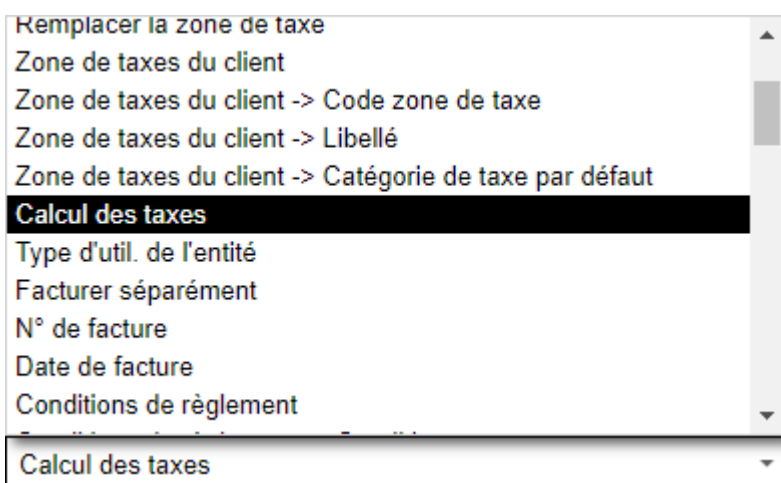 Remplacer la zone de taxe
Zone de taxes du client
Zone de taxes du client -> Code zone de taxe
Zone de taxes du client -> Libellé
Zone de taxes du client -> Catégorie de taxe par défaut
Calcul des taxes
Type d'util. de l'entité
Facturer séparément
N° de facture
Date de facture
Conditions de règlement
Calcul des taxes